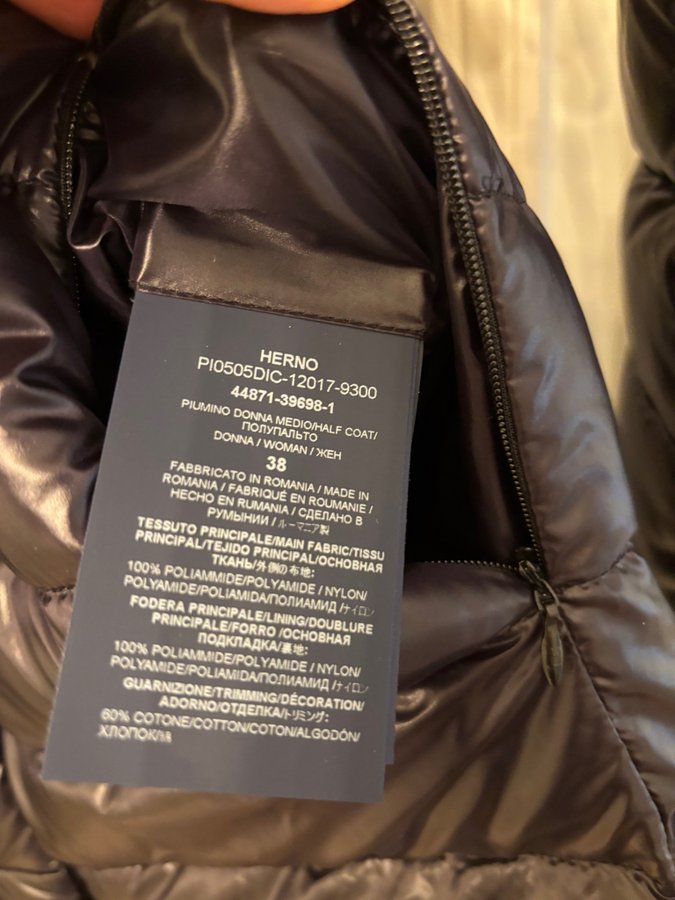 HERNO
PI0505DIC-12017-9300
44871-39698-1
PIUMINO DONNA MEDIO/HALF COAT/
ПОЛУПАЛЬТО
DONNA / WOMAN / ЖЕН
38
FABBRICATO IN ROMANIA / MADE IN
ROMANIA / FABRIQUÉ EN ROUMANIE /
HECHO EN RUMANIA / СДЕЛАНО В
РУМЫНИИ / ルーマニア製
TESSUTO PRINCIPALE/MAIN FABRIC/TISSU
PRINCIPAL/TEJIDO PRINCIPAL/ОСНОВНАЯ
ТКАНЬ/外側の布地:
100% POLIAMMIDE/POLYAMIDE / NYLON/
POLYAMIDE/POLIAMIDA/ПОЛИАМИД /ナイロン
FODERA PRINCIPALE/LINING/DOUBLURE
PRINCIPALE/FORRO /ОСНОВНАЯ
ПОДКЛАДКА/裏地:
100% POLIAMMIDE/POLYAMIDE / NYLON/
POLYAMIDE/POLIAMIDA/ПОЛИАМИД /ナイロン
GUARNIZIONE/TRIMMING/DÉCORATION/
ADORNO/ОТДЕЛКА/トリミング:
60% COTONE/COTTON/COTON/ALGODÓN/
ХЛОПОК/綿